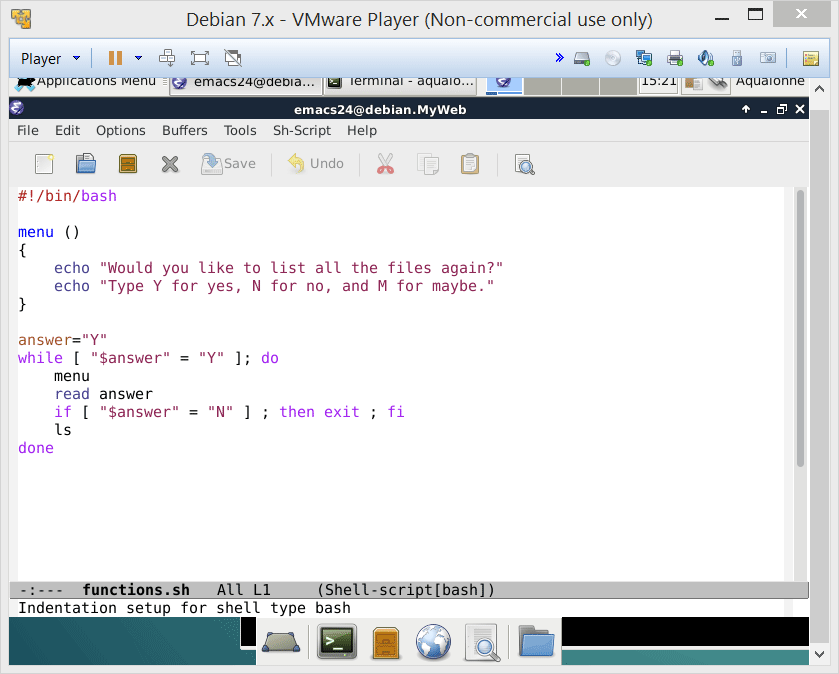 Debian 7.x - VMware Player (Non-commercial use only)
Player
Applications Menu emacs24@debia... Terminal - aqualo... 15:21 Aqualonne
emacs24@debian.MyWeb
File Edit Options Buffers Tools Sh-Script Help
Save Undo
#!/bin/bash
menu ()
{
echo "Would you like to list all the files again?"
echo "Type Y for yes, N for no, and M for maybe."
}
answer="Y"
while [ "$answer" = "Y" ]; do
menu
read answer
if [ "$answer" = "N" ] ; then exit ; fi
ls
done
-:--- functions.sh All L1 (Shell-script[bash])
Indentation setup for shell type bash